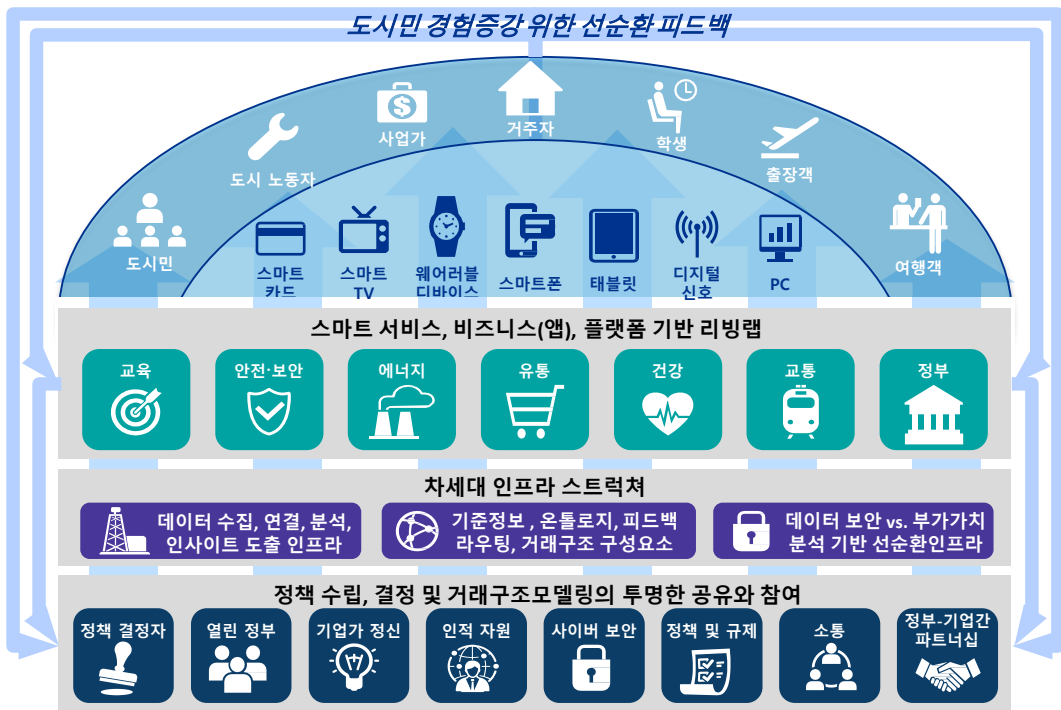 도시민 경험증강 위한 선순환 피드백
거주자
사업가
학생
도시 노동자
출장객
도시민
여행객
스마트
카드
스마트
TV
웨어러블
디바이스
스마트폰
태블릿
디지털
신호
PC
스마트 서비스, 비즈니스(앱), 플랫폼 기반 리빙랩
교육
안전·보안
에너지
유통
건강
교통
정부
차세대 인프라 스트럭쳐
데이터 수집, 연결, 분석,
인사이트 도출 인프라
기준정보 , 온톨로지, 피드백
라우팅, 거래구조 구성요소
데이터 보안 vs. 부가가치
분석 기반 선순환인프라
정책 수립, 결정 및 거래구조모델링의 투명한 공유와 참여
정책 결정자
열린 정부
기업가 정신
인적 자원
사이버 보안
정책 및 규제
소통
정부-기업간
파트너십